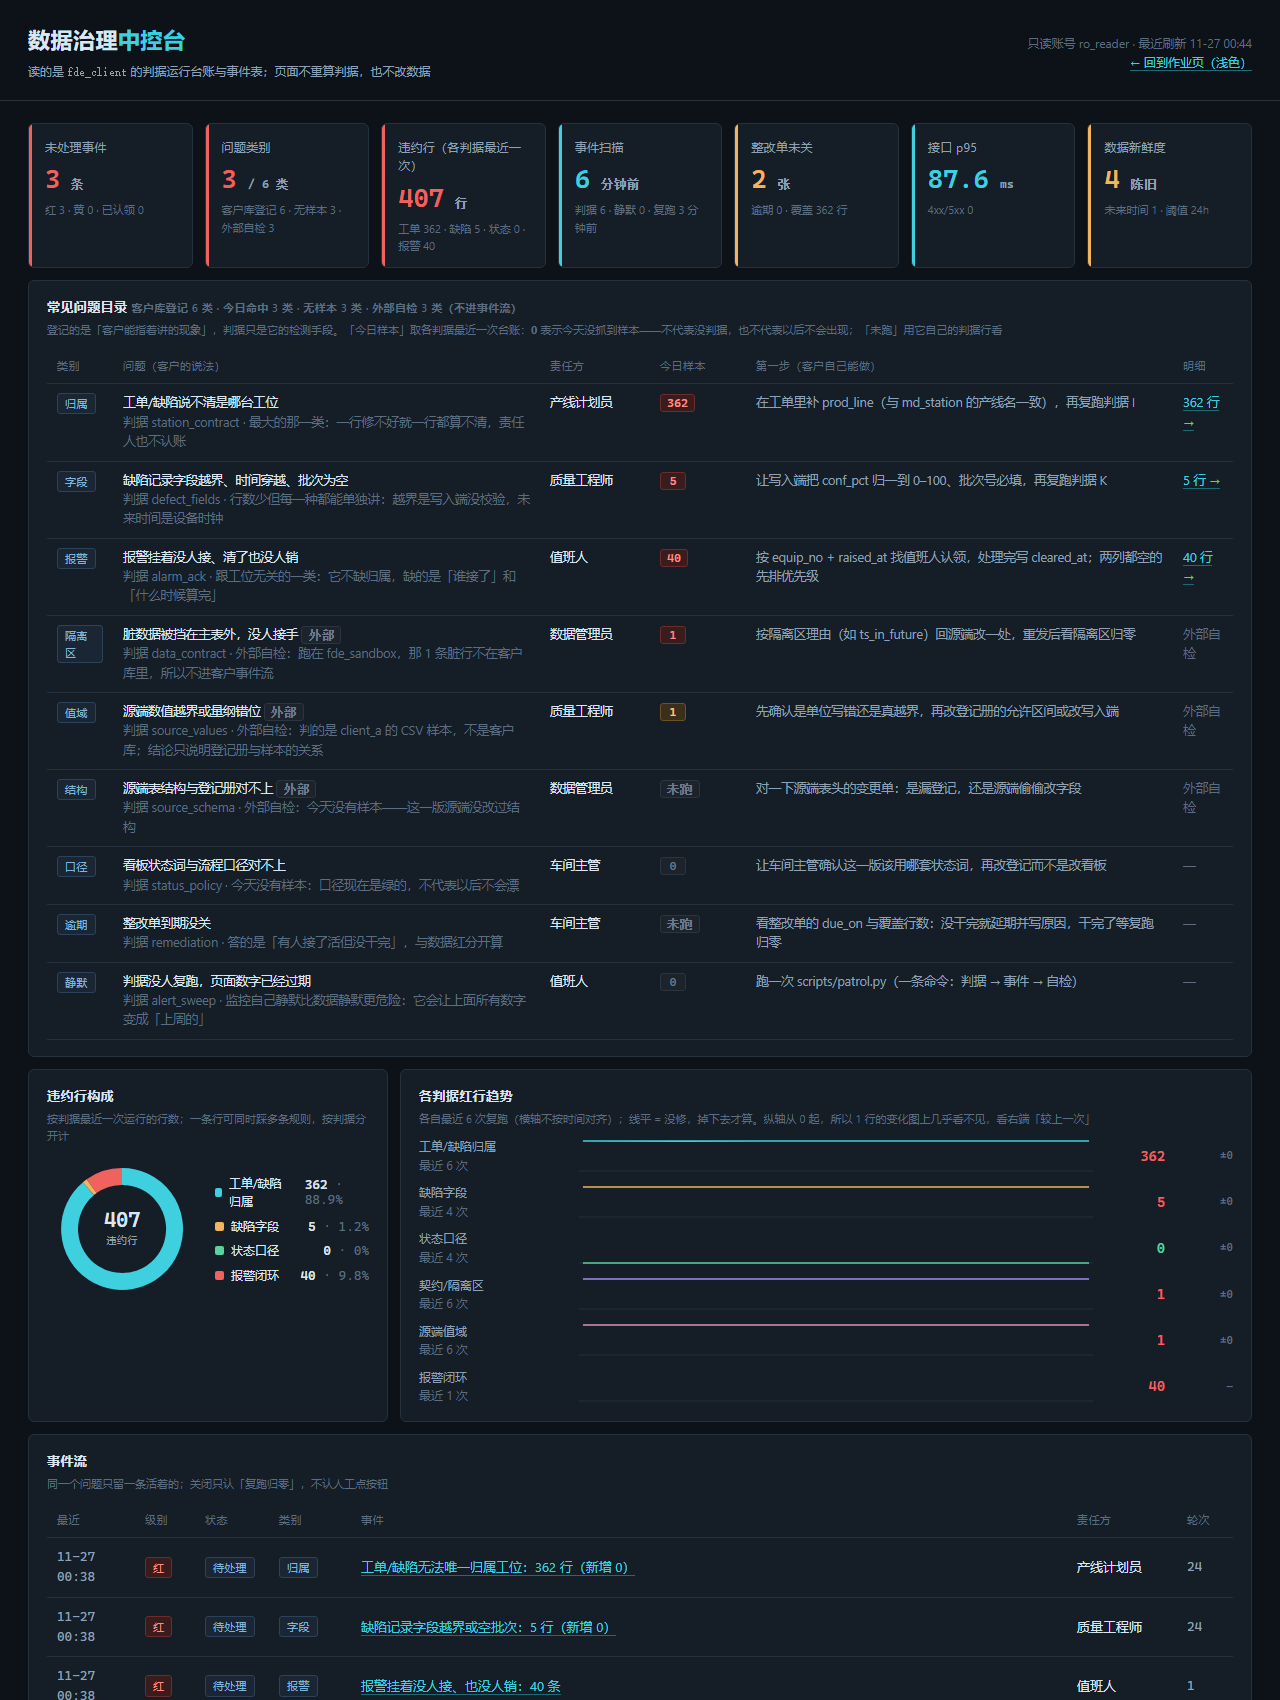 数据治理中控台
读的是 fde_client 的判据运行台账与事件表；页面不重算判据，也不改数据
只读账号 ro_reader · 最近刷新 11-27 00:44
← 回到作业页（浅色）
未处理事件
3 条
红 3 · 黄 0 · 已认领 0
问题类别
3 / 6 类
客户库登记 6 · 无样本 3 ·
外部自检 3
违约行（各判据最近一
次）
407 行
工单 362 · 缺陷 5 · 状态 0 ·
报警 40
事件扫描
6 分钟前
判据 6 · 静默 0 · 复跑 3 分
钟前
整改单未关
2 张
逾期 0 · 覆盖 362 行
接口 p95
87.6 ms
4xx/5xx 0
数据新鲜度
4 陈旧
未来时间 1 · 阈值 24h
常见问题目录 客户库登记 6 类 · 今日命中 3 类 · 无样本 3 类 · 外部自检 3 类（不进事件流）
登记的是「客户能指着讲的现象」，判据只是它的检测手段。「今日样本」取各判据最近一次台账：0 表示今天没抓到样本——不代表没判据，也不代表以后不会出现；「未跑」用它自己的判据行看
类别 问题（客户的说法） 责任方 今日样本 第一步（客户自己能做） 明细
归属 工单/缺陷说不清是哪台工位 产线计划员 362 在工单里补 prod_line（与 md_station 的产线名一致），再复跑判据 I 362 行
→
判据 station_contract · 最大的那一类：一行修不好就一行都算不清，责任
人也不认账
字段 缺陷记录字段越界、时间穿越、批次为空 质量工程师 5 让写入端把 conf_pct 归一到 0–100、批次号必填，再复跑判据 K 5 行 →
判据 defect_fields · 行数少但每一种都能单独讲：越界是写入端没校验，未
来时间是设备时钟
报警 报警挂着没人接、清了也没人销 值班人 40 按 equip_no + raised_at 找值班人认领，处理完写 cleared_at；两列都空的
先排优先级 40 行
→
判据 alarm_ack · 跟工位无关的一类：它不缺归属，缺的是「谁接了」和
「什么时候算完」
隔离
区 脏数据被挡在主表外，没人接手 外部 数据管理员 1 按隔离区理由（如 ts_in_future）回源端改一处，重发后看隔离区归零 外部自
检
判据 data_contract · 外部自检：跑在 fde_sandbox，那 1 条脏行不在客户
库里，所以不进客户事件流
值域 源端数值越界或量纲错位 外部 质量工程师 1 先确认是单位写错还是真越界，再改登记册的允许区间或改写入端 外部自
检
判据 source_values · 外部自检：判的是 client_a 的 CSV 样本，不是客户
库；结论只说明登记册与样本的关系
结构 源端表结构与登记册对不上 外部 数据管理员 未跑 对一下源端表头的变更单：是漏登记，还是源端偷偷改字段 外部自
检
判据 source_schema · 外部自检：今天没有样本——这一版源端没改过结
构
口径 看板状态词与流程口径对不上 车间主管 0 让车间主管确认这一版该用哪套状态词，再改登记而不是改看板 —
判据 status_policy · 今天没有样本：口径现在是绿的，不代表以后不会漂
逾期 整改单到期没关 车间主管 未跑 看整改单的 due_on 与覆盖行数：没干完就延期并写原因，干完了等复跑
归零 —
判据 remediation · 答的是「有人接了活但没干完」，与数据红分开算
静默 判据没人复跑，页面数字已经过期 值班人 0 跑一次 scripts/patrol.py（一条命令：判据 → 事件 → 自检） —
判据 alert_sweep · 监控自己静默比数据静默更危险：它会让上面所有数字
变成「上周的」
违约行构成
按判据最近一次运行的行数；一条行可同时踩多条规则，按判据分
开计
407
违约行
工单/缺陷
归属 362 ·
88.9%
缺陷字段 5 · 1.2%
状态口径 0 · 0%
报警闭环 40 · 9.8%
各判据红行趋势
各自最近 6 次复跑（横轴不按时间对齐）；线平 = 没修，掉下去才算。纵轴从 0 起，所以 1 行的变化图上几乎看不见，看右端「较上一次」
工单/缺陷归属
最近 6 次 362 ±0
缺陷字段
最近 4 次 5 ±0
状态口径
最近 4 次 0 ±0
契约/隔离区
最近 6 次 1 ±0
源端值域
最近 6 次 1 ±0
报警闭环
最近 1 次 40 —
事件流
同一个问题只留一条活着的；关闭只认「复跑归零」，不认人工点按钮
最近 级别 状态 类别 事件 责任方 轮次
11-27
00:38 红 待处理 归属 工单/缺陷无法唯一归属工位：362 行（新增 0） 产线计划员 24
11-27
00:38 红 待处理 字段 缺陷记录字段越界或空批次：5 行（新增 0） 质量工程师 24
11-27
00:38 红 待处理 报警 报警挂着没人接、也没人销：40 条 值班人 1